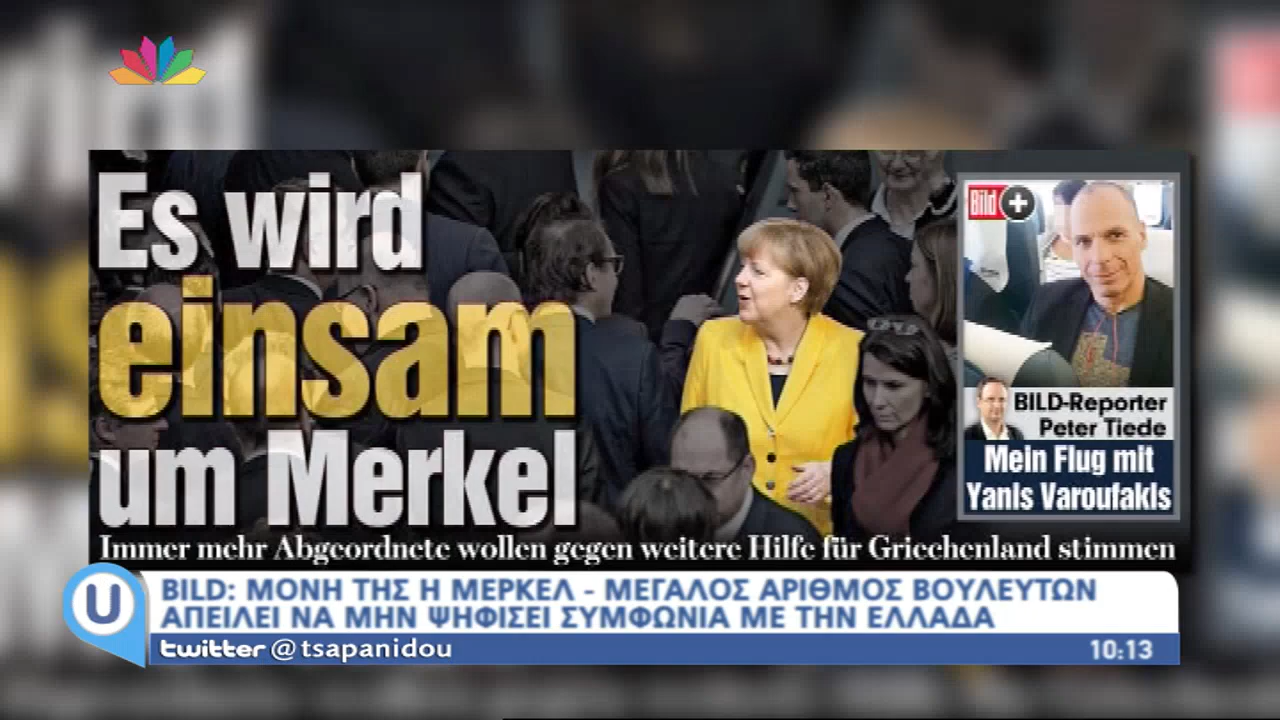 Es wird
einsam
um Merkel
Bild +
BILD-Reporter
Peter Tiede
Mein Flug mit
Yanis Varoufakis
Immer mehr Abgeordnete wollen gegen weitere Hilfe für Griechenland stimmen
U
BILD: ΜΟΝΗ ΤΗΣ Η ΜΕΡΚΕΛ - ΜΕΓΑΛΟΣ ΑΡΙΘΜΟΣ ΒΟΥΛΕΥΤΩΝ
ΑΠΕΙΛΕΙ ΝΑ ΜΗΝ ΨΗΦΙΣΕΙ ΣΥΜΦΩΝΙΑ ΜΕ ΤΗΝ ΕΛΛΑΔΑ
twitter @tsapanidou
10:13